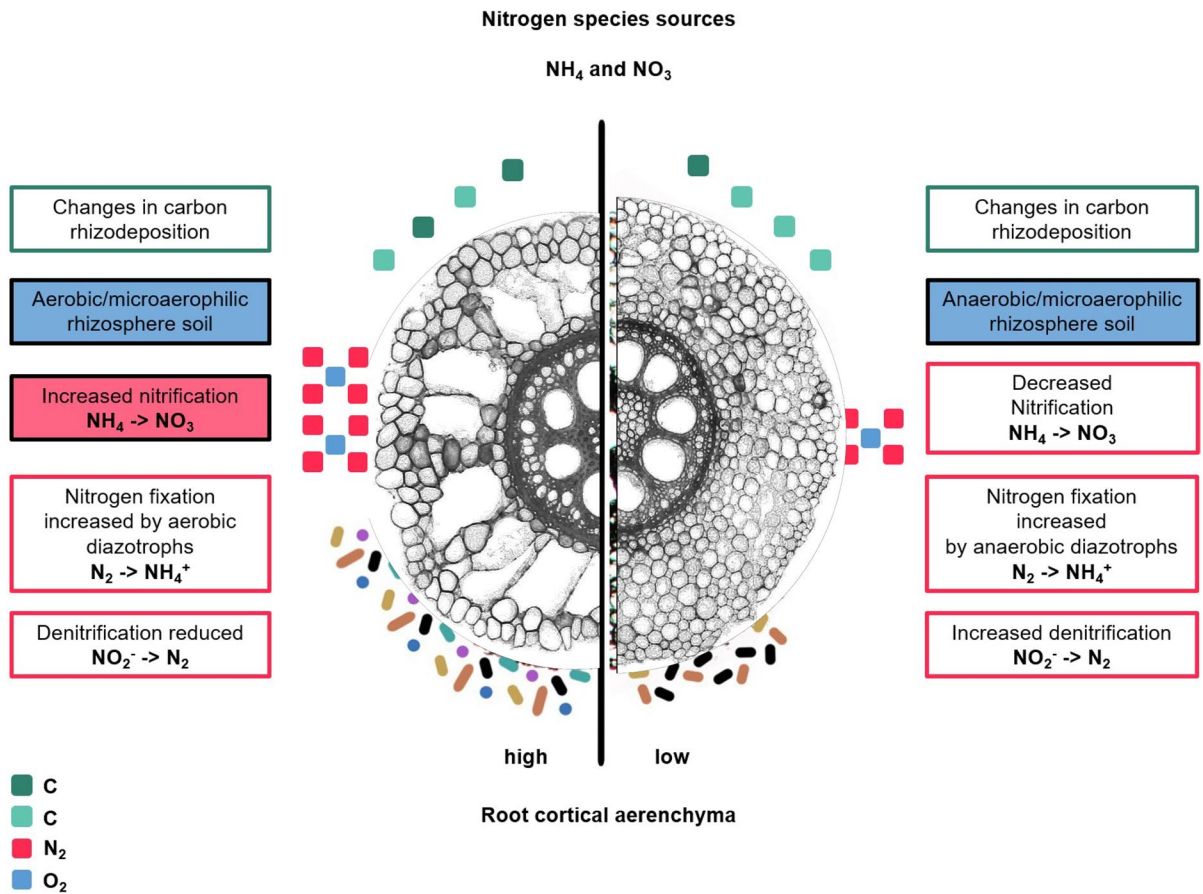 Nitrogen species sources
NH₄ and NO₃
Changes in carbon
rhizodeposition
Aerobic/microaerophilic
rhizosphere soil
Increased nitrification
NH₄ -> NO₃
Nitrogen fixation
increased by aerobic
diazotrophs
N₂ -> NH₄⁺
Denitrification reduced
NO₂⁻ -> N₂
Changes in carbon
rhizodeposition
Anaerobic/microaerophilic
rhizosphere soil
Decreased
Nitrification
NH₄ -> NO₃
Nitrogen fixation
increased
by anaerobic diazotrophs
N₂ -> NH₄⁺
Increased denitrification
NO₂⁻ -> N₂
high
low
Root cortical aerenchyma
C
C
N₂
O₂